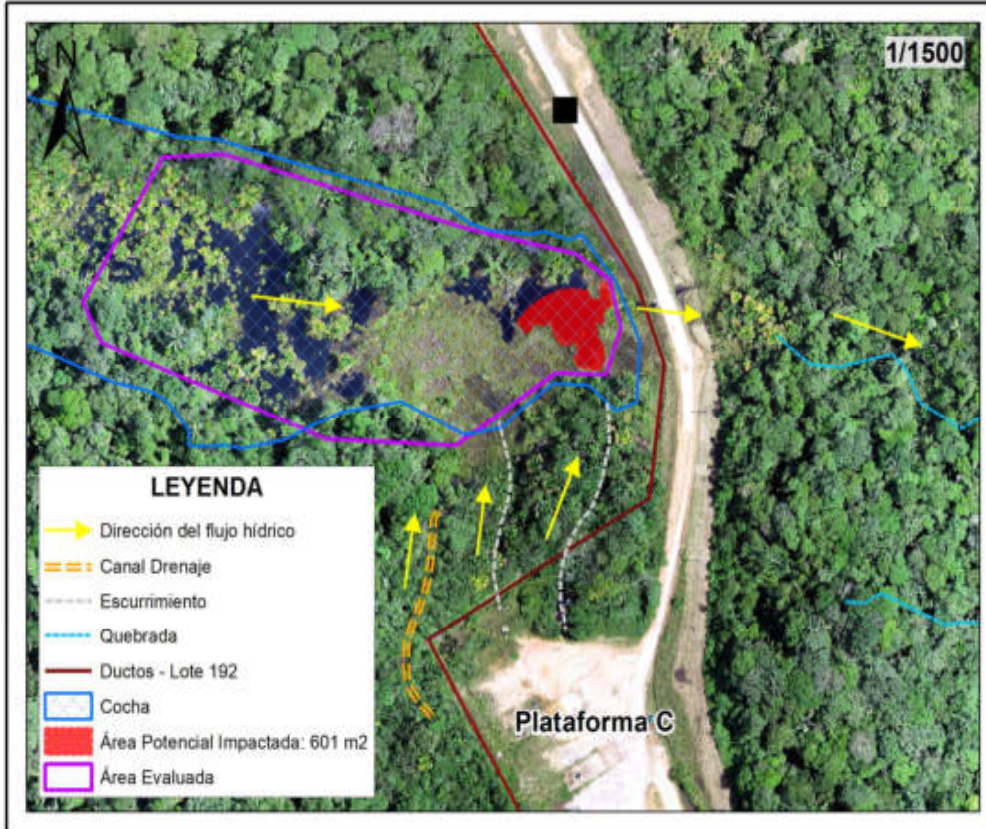 N
1/1500
Plataforma C
LEYENDA
Dirección del flujo hídrico
Canal Drenaje
Escurrimiento
Quebrada
Ductos - Lote 192
Cocha
Área Potencial Impactada: 601 m2
Área Evaluada